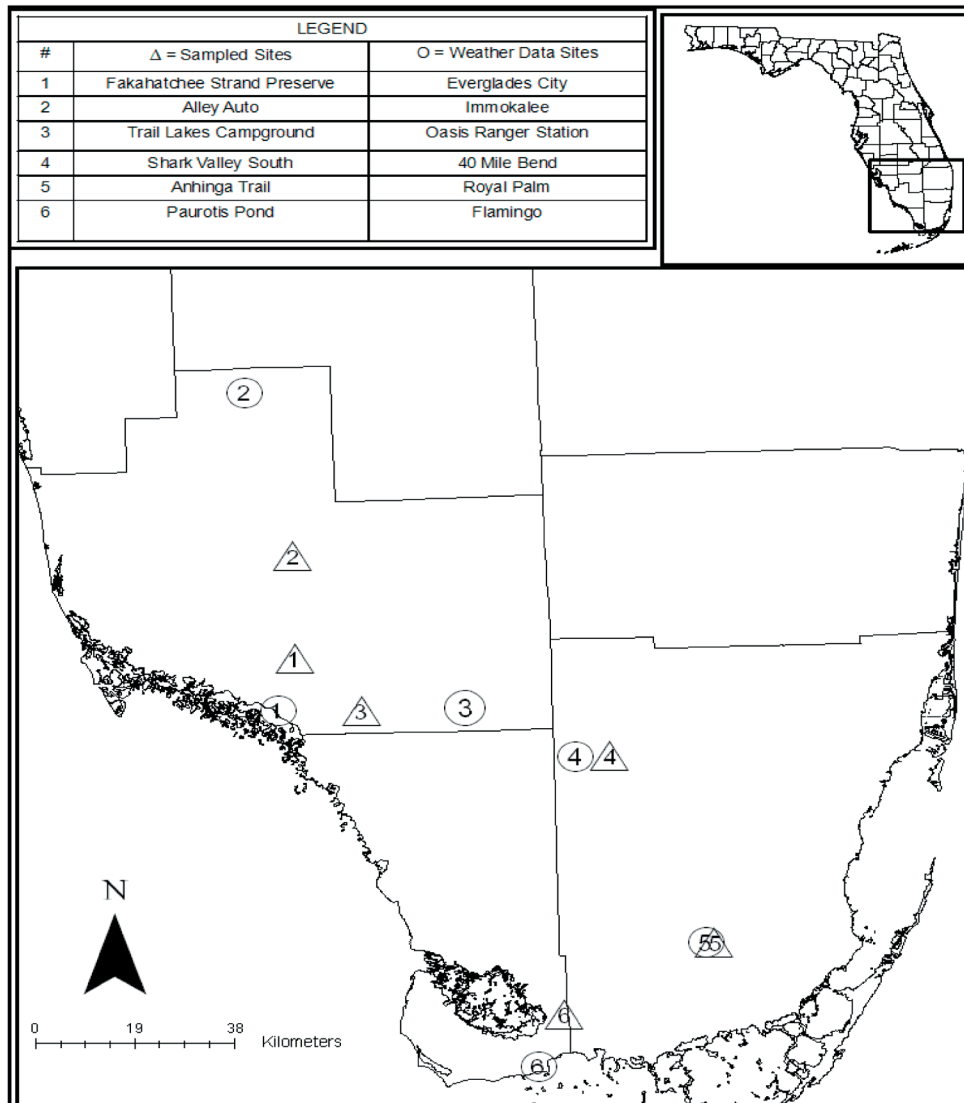 LEGEND
# Δ = Sampled Sites O = Weather Data Sites
1 Fakahatchee Strand Preserve Everglades City
2 Alley Auto Immokalee
3 Trail Lakes Campground Oasis Ranger Station
4 Shark Valley South 40 Mile Bend
5 Anhinga Trail Royal Palm
6 Paurotis Pond Flamingo
2
2
1
1 3 3
4 4
N
5 5
6
0 19 38 Kilometers
6